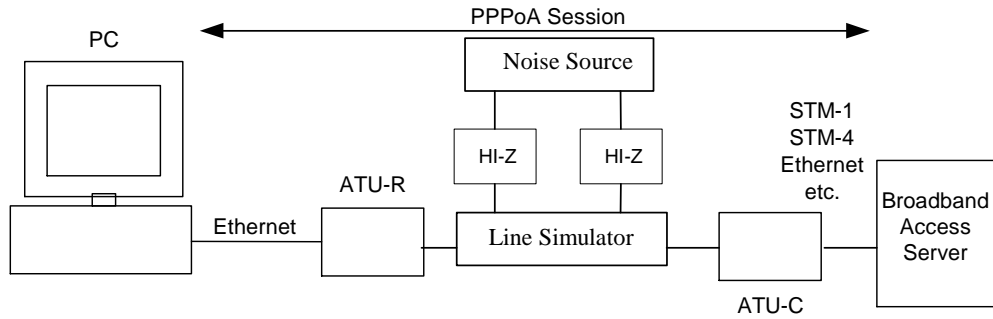 PPPoA Session
PC
Noise Source
STM-1
STM-4
Ethernet
etc.
HI-Z
HI-Z
ATU-R
Broadband
Access
Server
Ethernet
Line Simulator
ATU-C